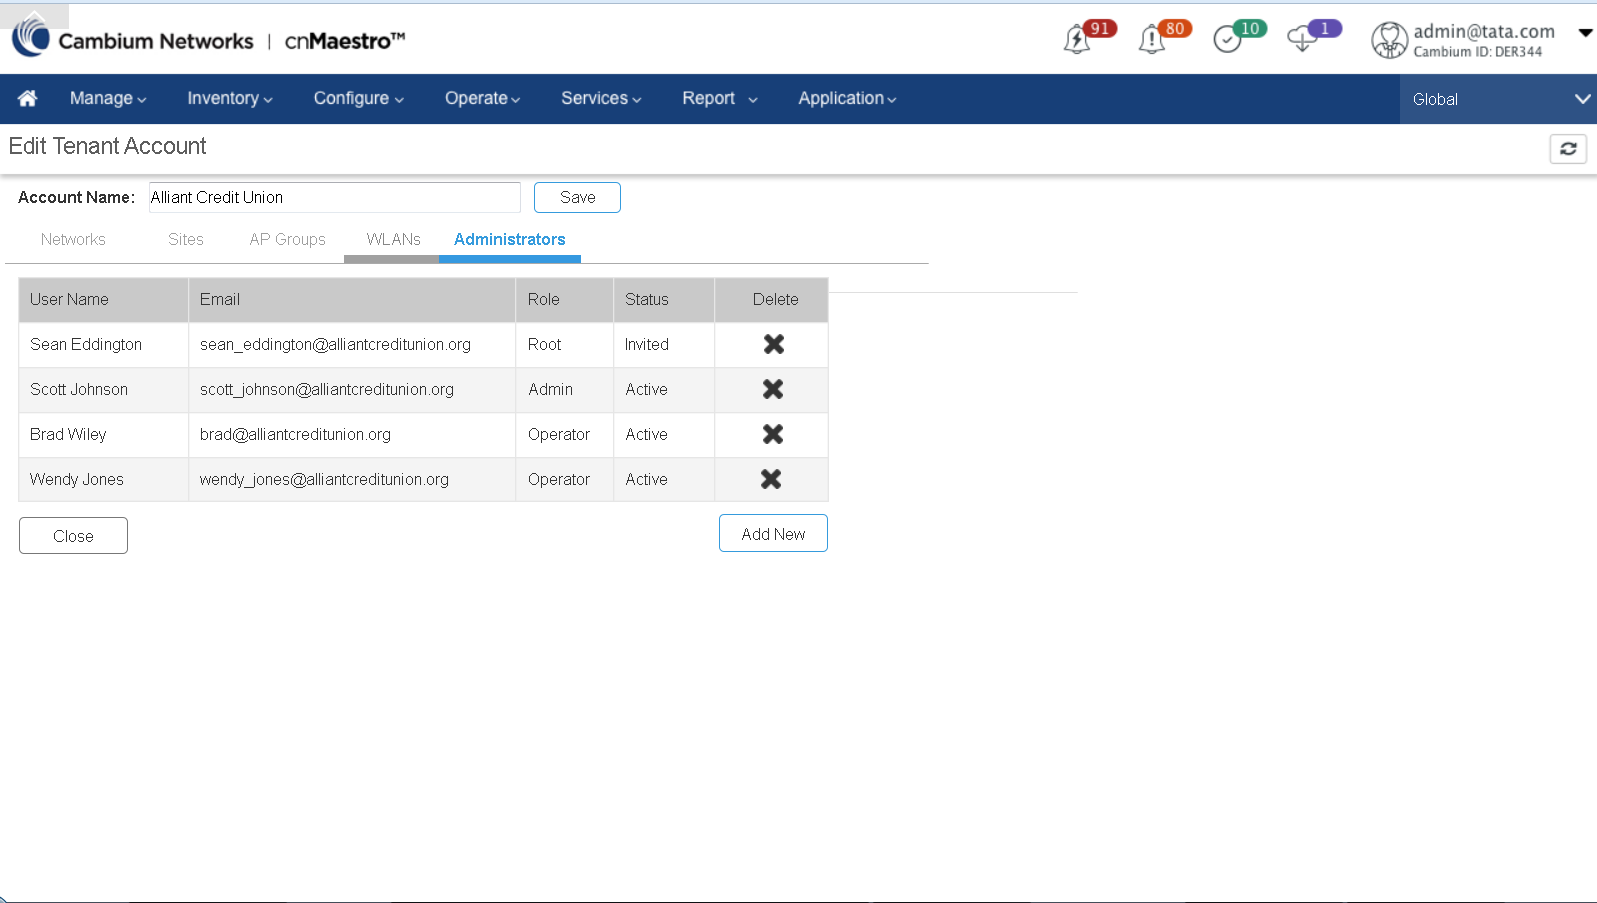 Cambium Networks | cnMaestro™
91 80 10 1 admin@tata.com
Cambium ID: DER344
Manage Inventory Configure Operate Services Report Application Global
Edit Tenant Account
Account Name: Alliant Credit Union Save
Networks Sites AP Groups WLANs Administrators
User Name Email Role Status Delete
Sean Eddington sean_eddington@alliantcreditunion.org Root Invited
Scott Johnson scott_johnson@alliantcreditunion.org Admin Active
Brad Wiley brad@alliantcreditunion.org Operator Active
Wendy Jones wendy_jones@alliantcreditunion.org Operator Active
Close Add New